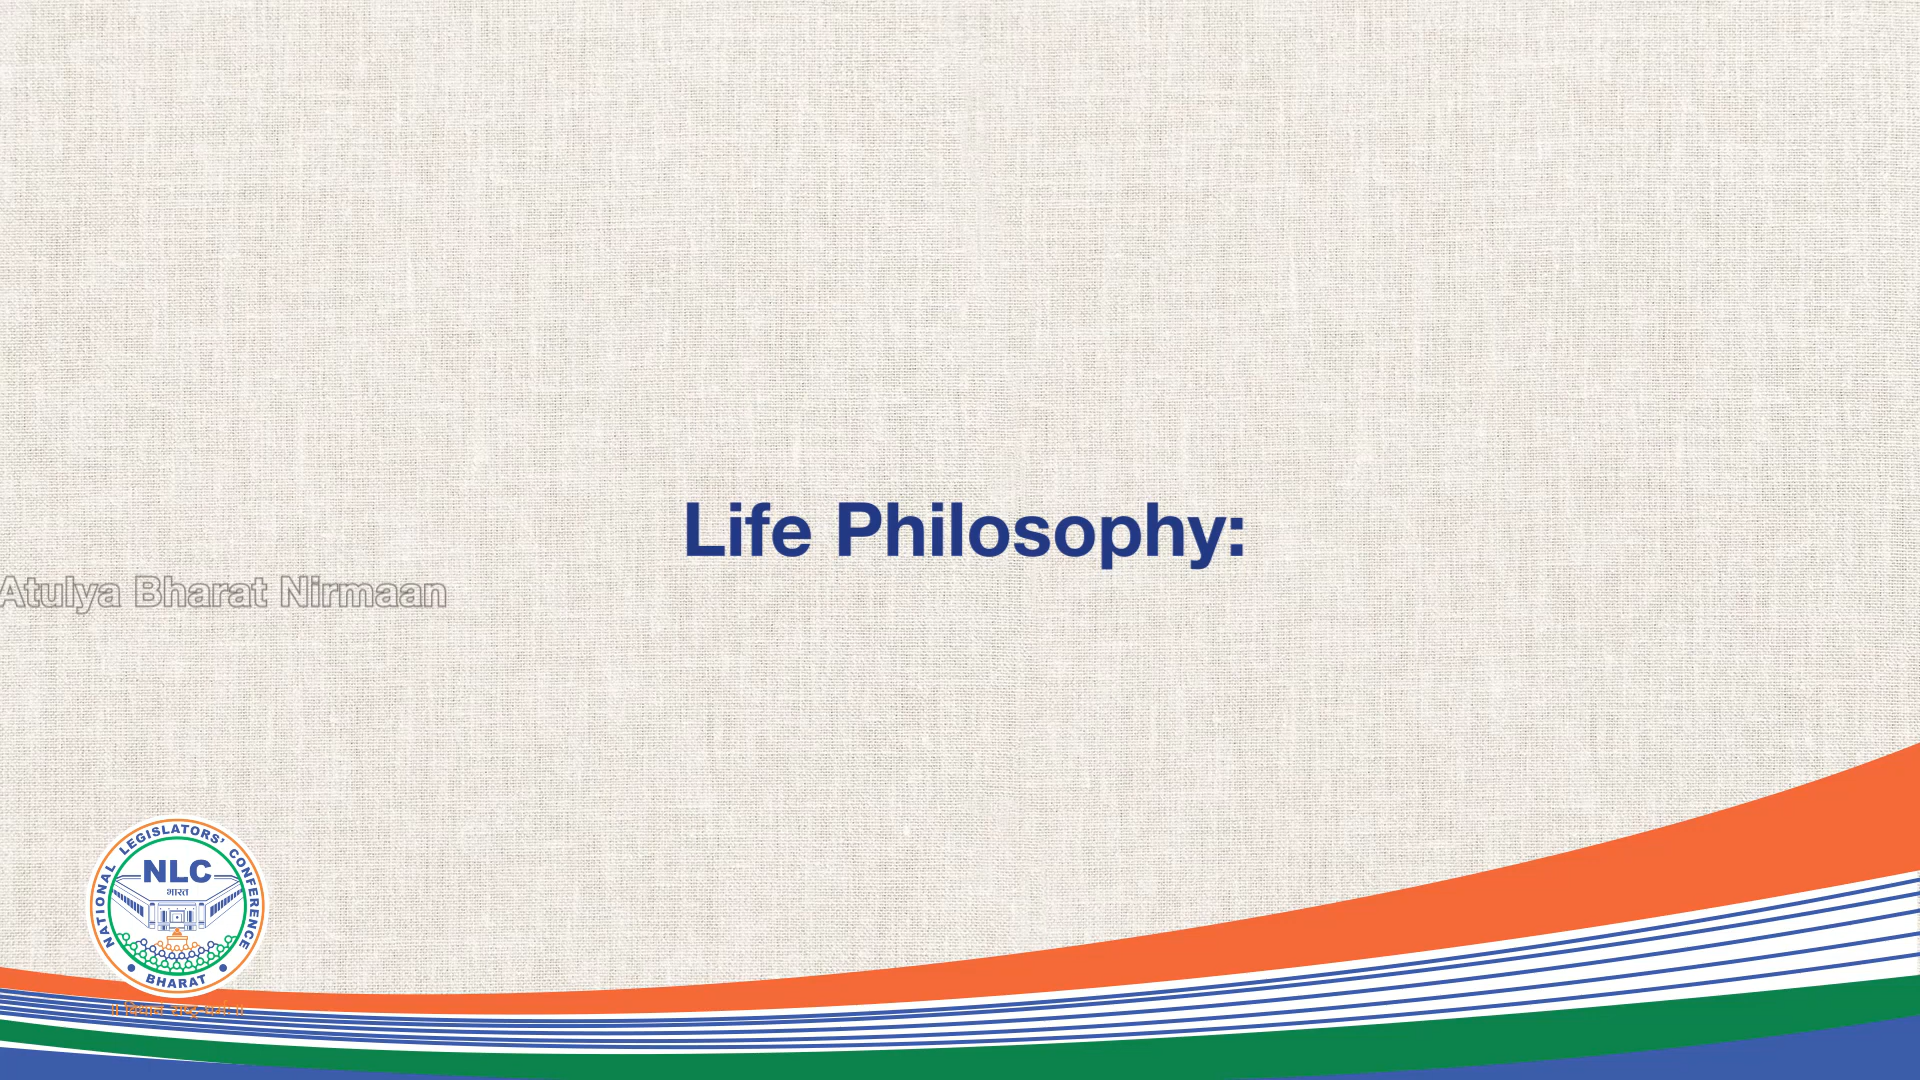 Life Philosophy:
Atulya Bharat Nirmaan
NATIONAL LEGISLATORS' CONFERENCE
NLC
भारत
BHARAT